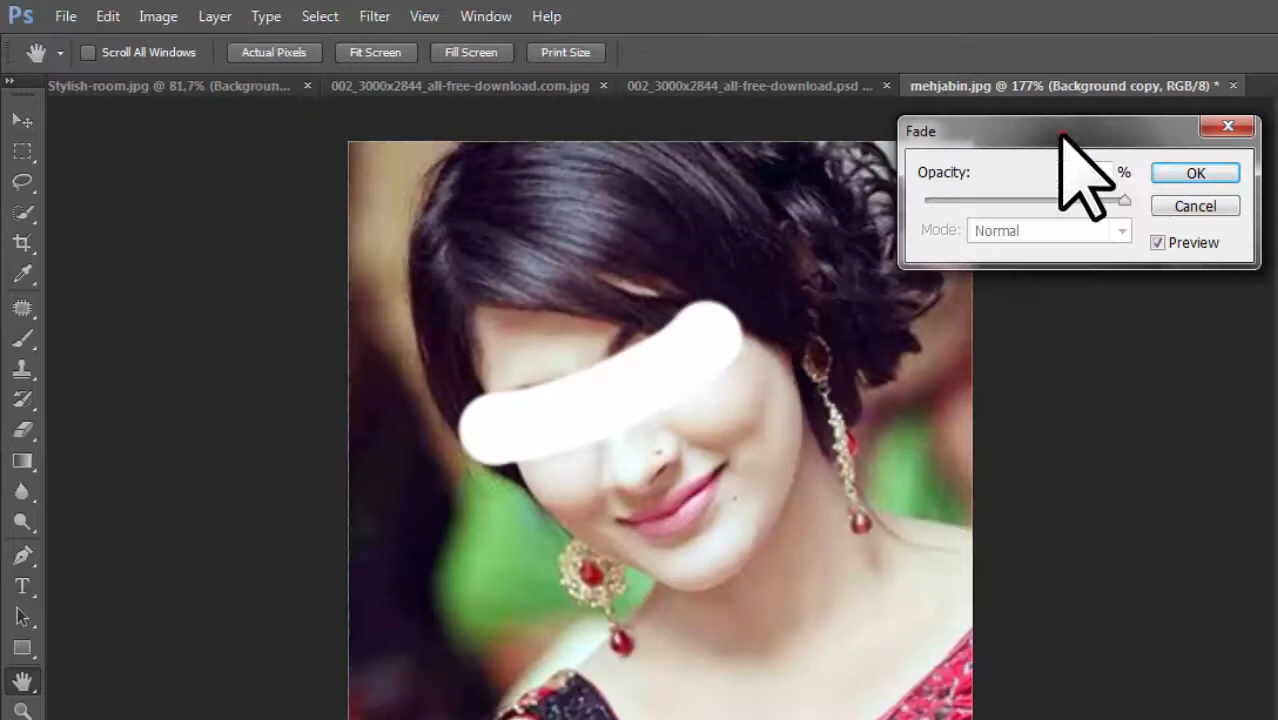 Ps File Edit Image Layer Type Select Filter View Window Help
Scroll All Windows Actual Pixels Fit Screen Fill Screen Print Size
Stylish-room.jpg @ 81,7% (Backgroun... × 002_3000x2844_all-free-download.com.jpg × 002_3000x2844_all-free-download.psd ... × mehjabin.jpg @ 177% (Background copy, RGB/8) * ×
Fade
Opacity: % OK
Cancel
Mode: Normal
Preview
T